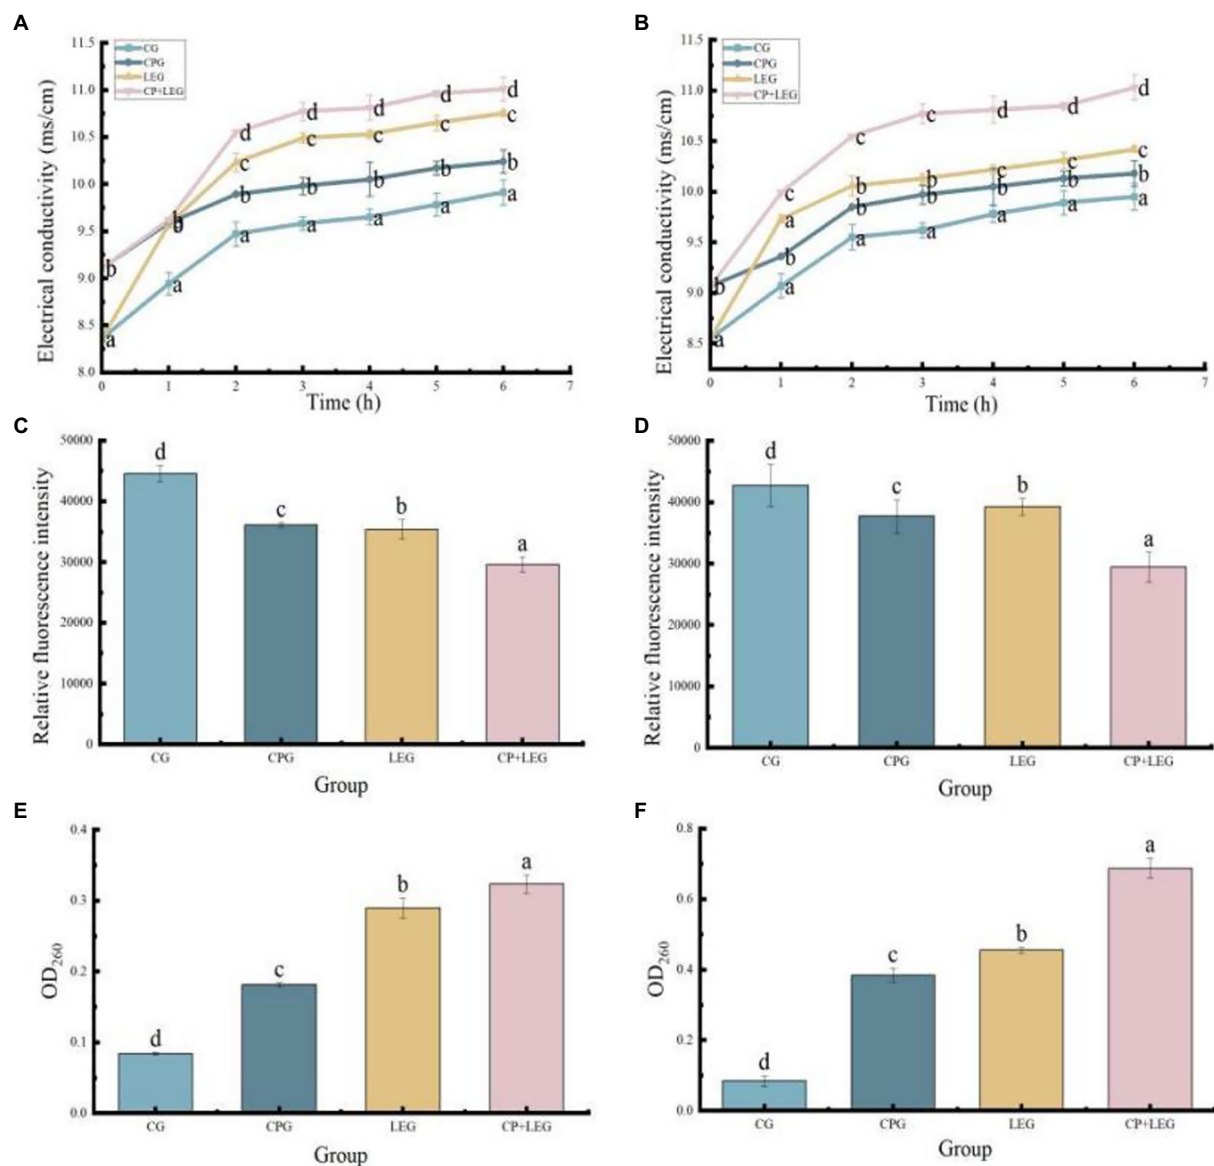 A
B
11.5
11.0
10.5
10.0
9.5
9.0
8.5
8.0
Electrical conductivity (ms/cm)
CG
CPG
LEG
CP+LEG
a
b
a
b
a
b
c
d
a
b
c
d
a
b
c
d
a
b
c
d
a
b
c
d
0 1 2 3 4 5 6 7
Time (h)
11.5
11.0
10.5
10.0
9.5
9.0
8.5
Electrical conductivity (ms/cm)
CG
CPG
LEG
CP+LEG
a
b
a
b
a
c
a
b
b
c
a
b
b
c
a
b
c
d
a
b
c
d
a
b
c
d
0 1 2 3 4 5 6 7
Time (h)
C
50000
40000
30000
20000
10000
0
Relative fluorescence intensity
d
c
b
a
CG CPG LEG CP+LEG
Group
D
50000
40000
30000
20000
10000
0
Relative fluorescence intensity
d
c
b
a
CG CPG LEG CP+LEG
Group
E
0.4
0.3
0.2
0.1
0.0
OD260
d
c
b
a
CG CPG LEG CP+LEG
Group
F
0.8
0.6
0.4
0.2
0.0
OD260
d
c
b
a
CG CPG LEG CP+LEG
Group